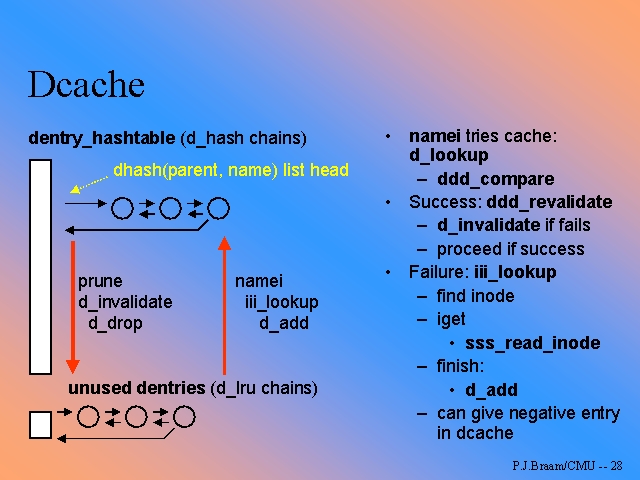 Dcache
dentry_hashtable (d_hash chains)
dhash(parent, name) list head
prune
d_invalidate
d_drop
namei
iii_lookup
d_add
unused dentries (d_lru chains)
• namei tries cache:
d_lookup
– ddd_compare
• Success: ddd_revalidate
– d_invalidate if fails
– proceed if success
• Failure: iii_lookup
– find inode
– iget
• sss_read_inode
– finish:
• d_add
– can give negative entry
in dcache
P.J.Braam/CMU -- 28